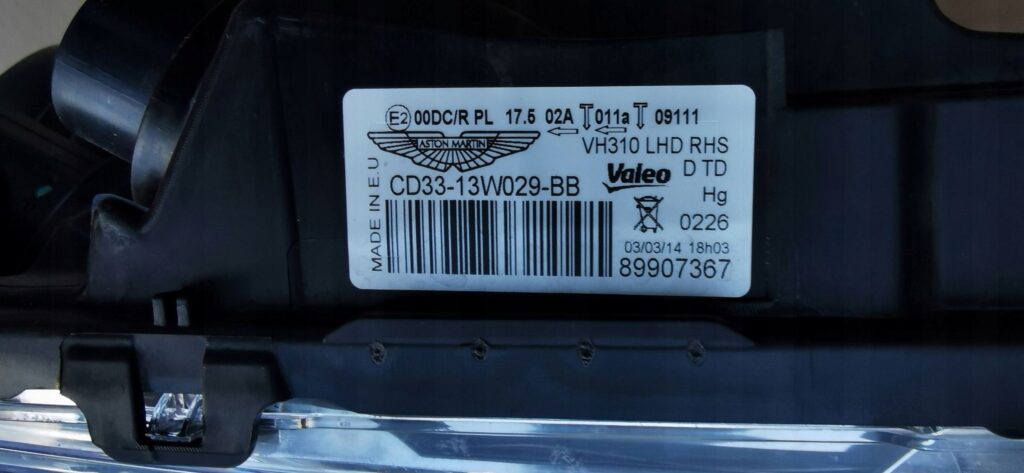 E2 00DC/R PL 17.5 02A 011a 09111
ASTON MARTIN
VH310 LHD RHS
Valeo D TD
CD33-13W029-BB
Hg
0226
MADE IN E.U
03/03/14 18h03
89907367